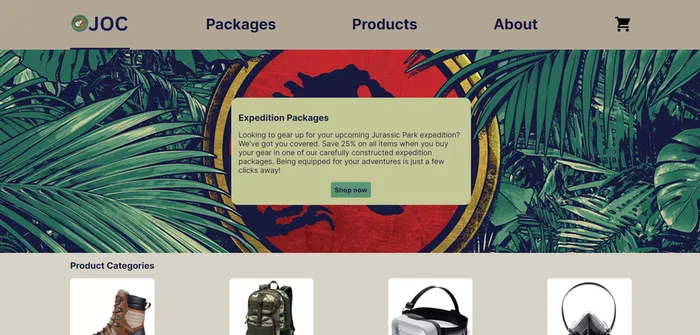 JOC
Packages
Products
About
Expedition Packages
Looking to gear up for your upcoming Jurassic Park expedition?
We've got you covered. Save 25% on all items when you buy
your gear in one of our carefully constructed expedition
packages. Being equipped for your adventures is just a few
clicks away!
Shop now
Product Categories